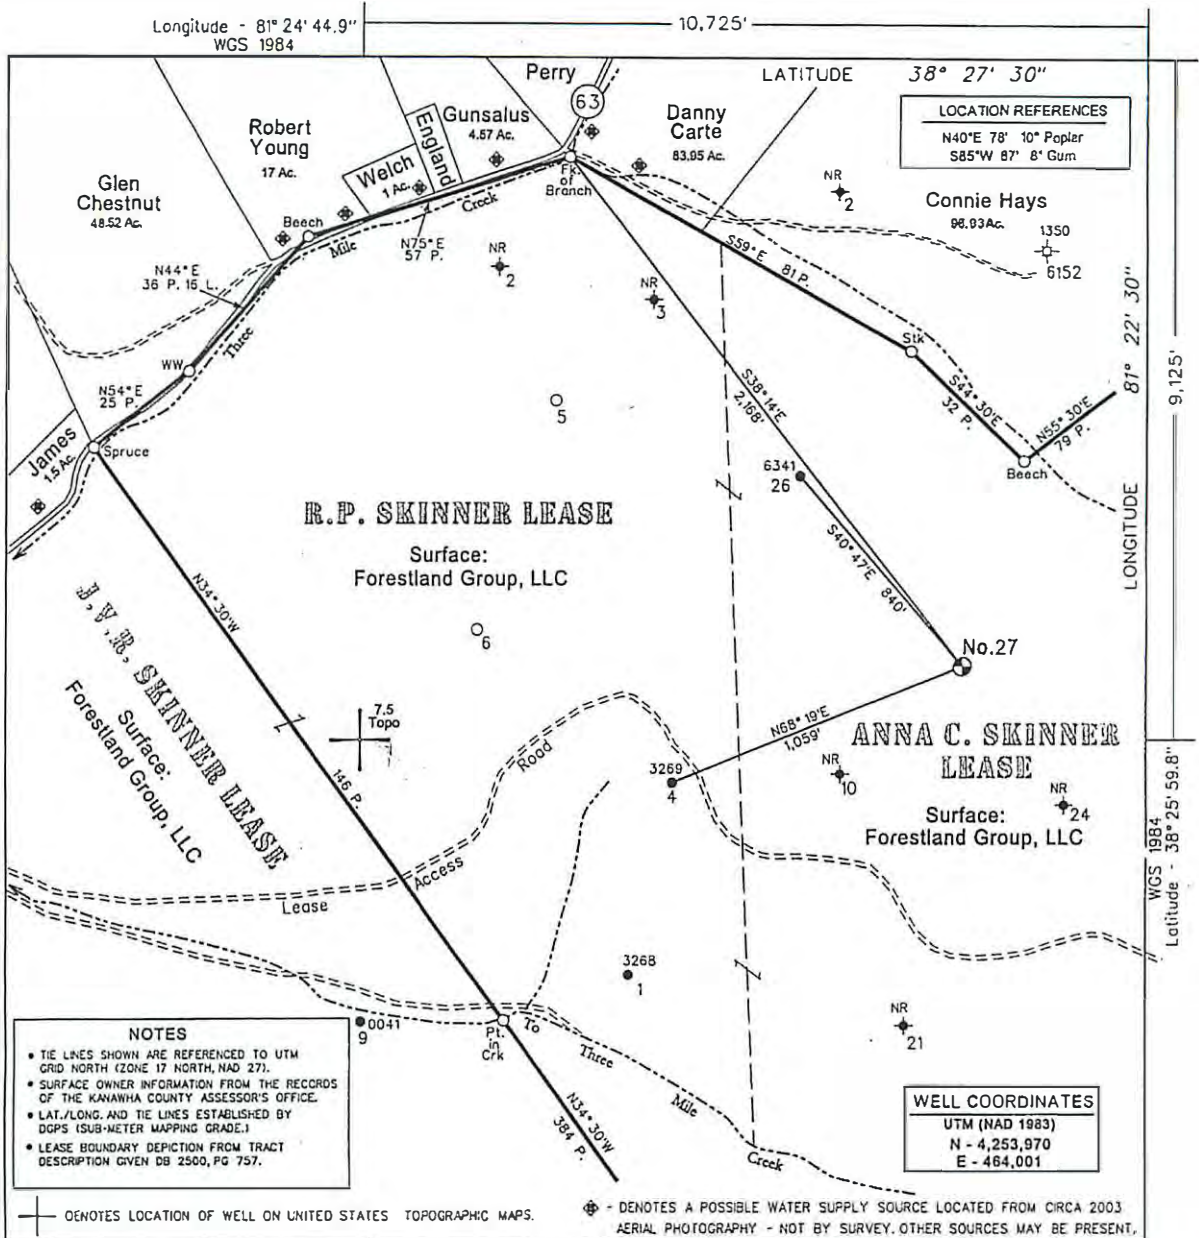 Longitude - 81° 24' 44.9"
WGS 1984
10,725'
LATITUDE 38° 27' 30"
LOCATION REFERENCES
N40°E 78' 10" Poplar
S85°W 87' 8" Gum
Perry
63
Gunsalus
4.87 Ac.
England
Welch
1 Ac.
Robert
Young
17 Ac.
Glen
Chestnut
48.52 Ac.
Danny
Carte
83.95 Ac.
Connie Hays
96.93 Ac.
NR
2
1350
6152
Fk.
of
Branch
Beech
Three
Mile
Creek
N75°E
57 P.
N44°E
36 P. 16 L.
WW
N54°E
25 P.
Spruce
James
1.5 Ac.
NR
2
NR
3
5
S59°E 81 P.
Stk
S44°30'E
32 P.
Beech
N55°30'E
79 P.
81° 22' 30"
LONGITUDE
9,125'
S38°14'E
2,168'
6341
26
S40°47'E 840'
No.27
R.P. SKINNER LEASE
Surface:
Forestland Group, LLC
6
N34°30'W
146 P.
J.V.R. SKINNER LEASE
Surface:
Forestland Group, LLC
7.5
Topo
N68°19'E
1,059'
3269
4
ANNA C. SKINNER
LEASE
Surface:
Forestland Group, LLC
NR
10
NR
24
WGS 1984
Latitude - 38° 25' 59.8"
Lease Access Road
3268
1
NR
21
0041
9
Pt.
in
Crk
To Three Mile Creek
N34°30'W
384 P.
NOTES
• TIE LINES SHOWN ARE REFERENCED TO UTM
GRID NORTH (ZONE 17 NORTH, NAD 27).
• SURFACE OWNER INFORMATION FROM THE RECORDS
OF THE KANAWHA COUNTY ASSESSOR'S OFFICE.
• LAT./LONG. AND TIE LINES ESTABLISHED BY
DGPS (SUB-METER MAPPING GRADE.)
• LEASE BOUNDARY DEPICTION FROM TRACT
DESCRIPTION GIVEN DB 2500, PG 757.
WELL COORDINATES
UTM (NAD 1983)
N - 4,253,970
E - 464,001
DENOTES LOCATION OF WELL ON UNITED STATES TOPOGRAPHIC MAPS.
- DENOTES A POSSIBLE WATER SUPPLY SOURCE LOCATED FROM CIRCA 2003
AERIAL PHOTOGRAPHY - NOT BY SURVEY. OTHER SOURCES MAY BE PRESENT.